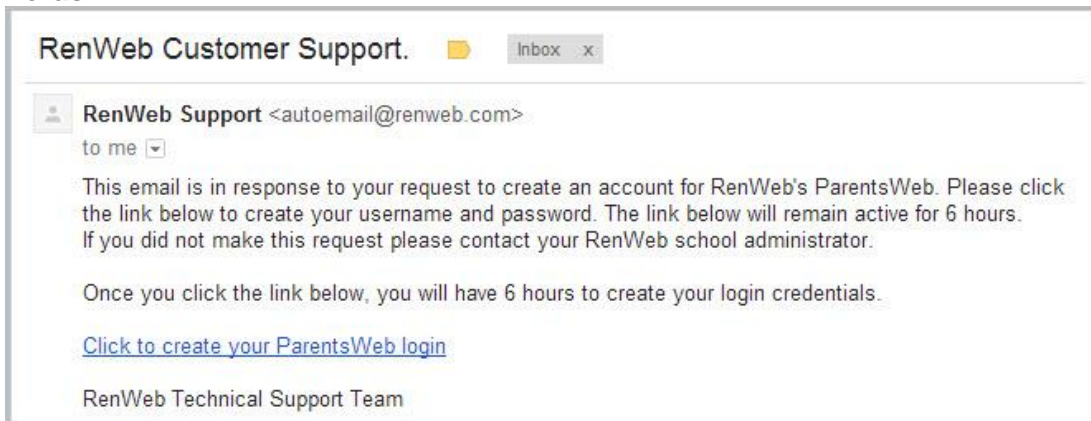 RenWeb Customer Support. Inbox x
RenWeb Support <autoemail@renweb.com>
to me
This email is in response to your request to create an account for RenWeb's ParentsWeb. Please click
the link below to create your username and password. The link below will remain active for 6 hours.
If you did not make this request please contact your RenWeb school administrator.
Once you click the link below, you will have 6 hours to create your login credentials.
Click to create your ParentsWeb login
RenWeb Technical Support Team